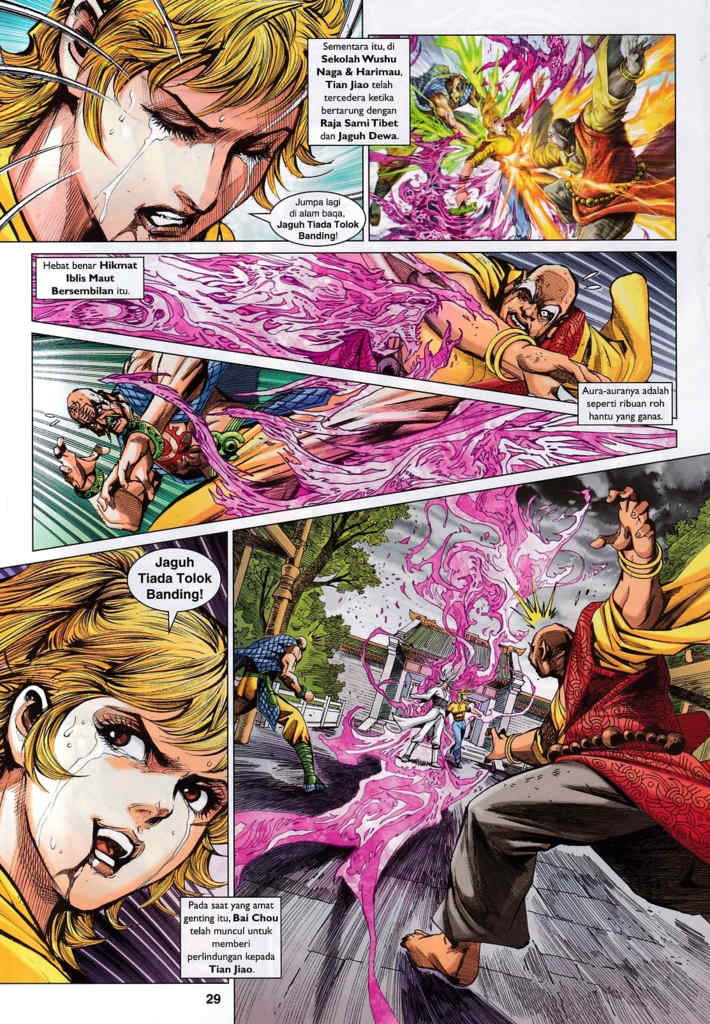 Sementara itu, di
Sekolah Wushu
Naga & Harimau,
Tian Jiao telah
tercedera ketika
bertarung dengan
Raja Sami Tibet
dan Jaguh Dewa.
Jumpa lagi
di alam baqa,
Jaguh Tiada Tolok
Banding!
Hebat benar Hikmat
Iblis Maut
Bersembilan itu.
Aura-auranya adalah
seperti ribuan roh
hantu yang ganas.
Jaguh
Tiada Tolok
Banding!
Pada saat yang amat
genting itu, Bai Chou
telah muncul untuk
memberi
perlindungan kepada
Tian Jiao.
29